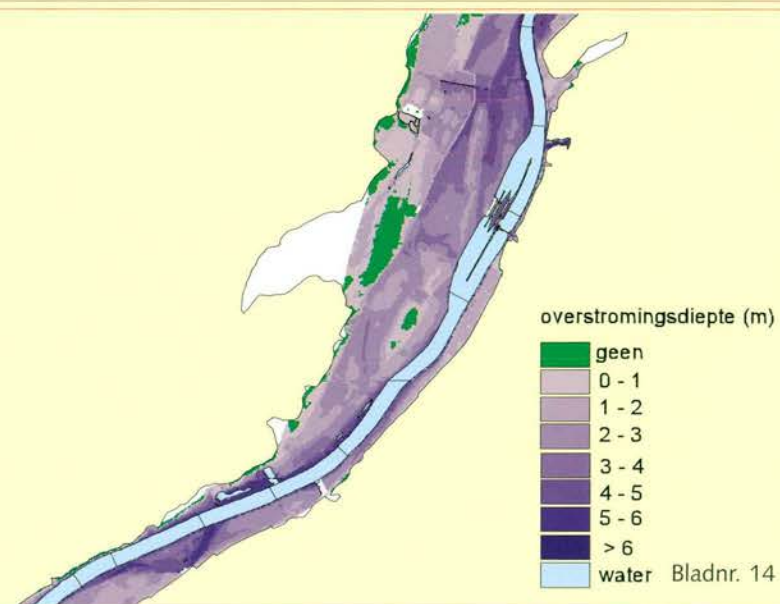 overstromingsdiepte (m)
geen
0 - 1
1 - 2
2 - 3
3 - 4
4 - 5
5 - 6
> 6
water Bladnr. 14